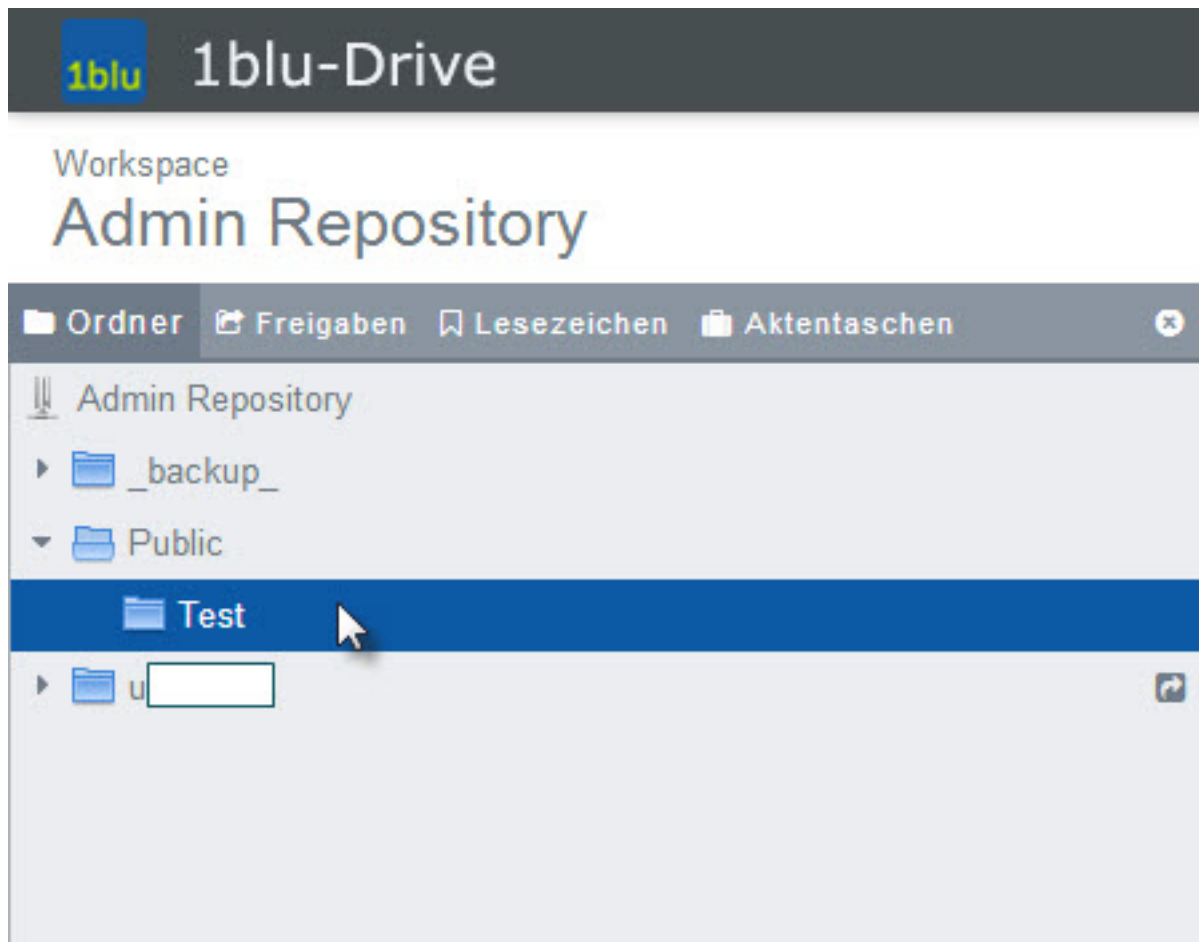 1blu 1blu-Drive
Workspace
Admin Repository
Ordner Freigaben Lesezeichen Aktentaschen
Admin Repository
_backup_
Public
Test
u